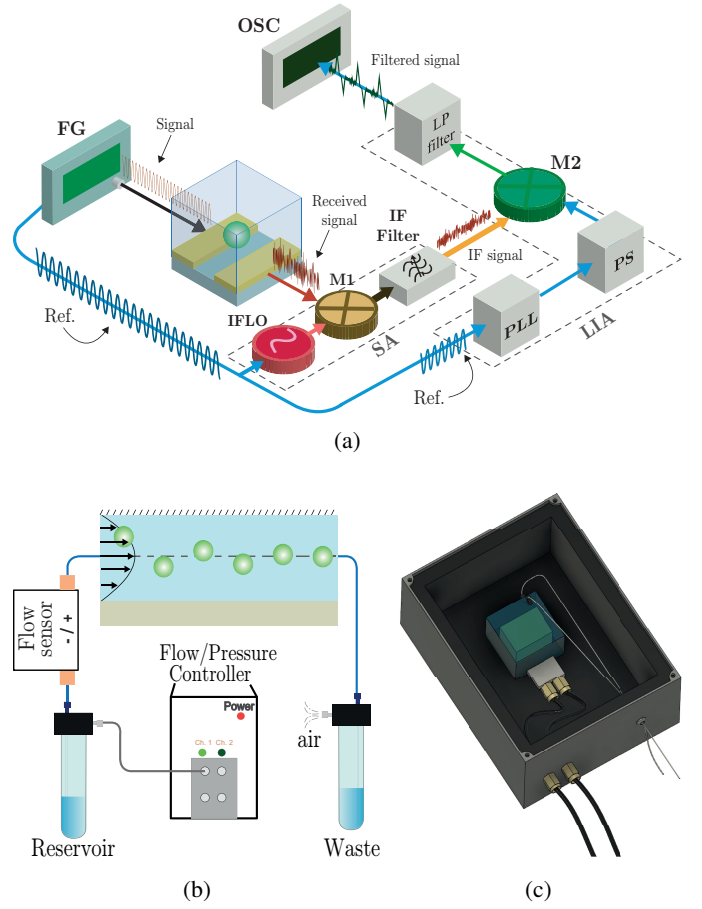 OSC
Filtered signal
FG
Signal
LP
filter
M2
Received
signal
IF
Filter
IF signal
M1
PS
IFLO
SA
PLL
LIA
Ref.
Ref.
(a)
Flow
sensor
- / +
Flow/Pressure
Controller
Power
Ch. 1
Ch. 2
air
Reservoir
Waste
(b)
(c)